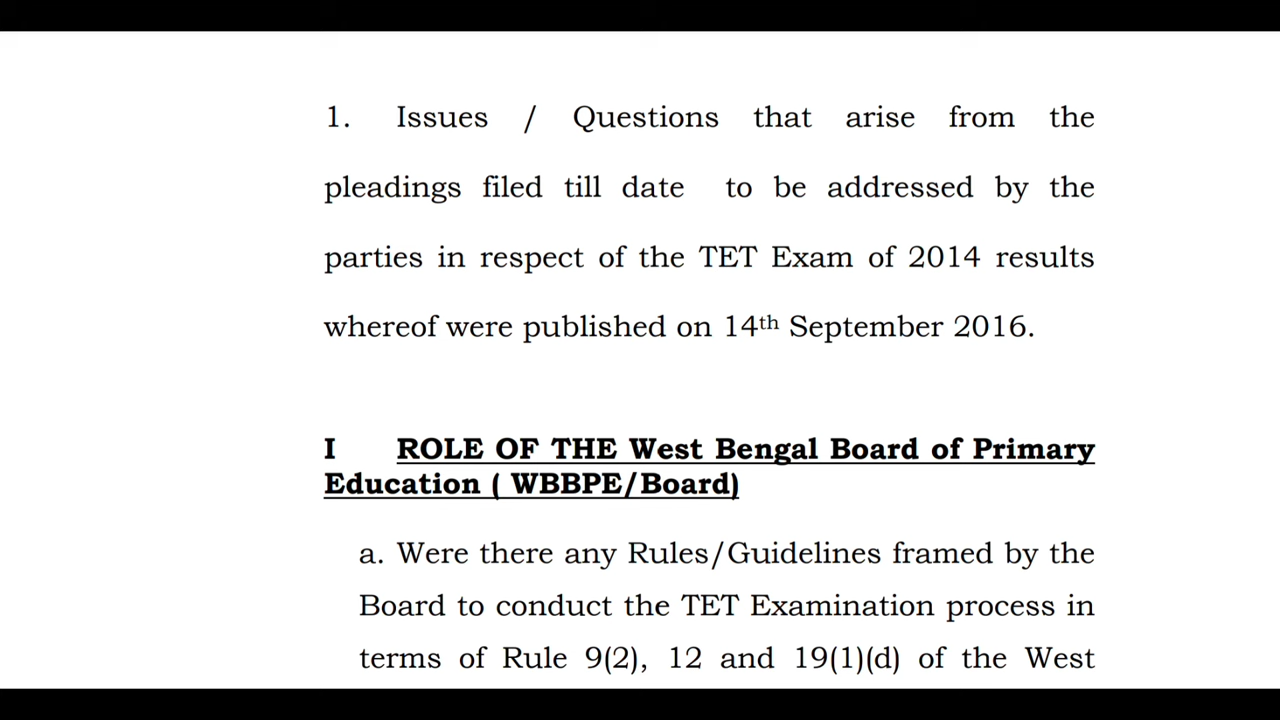 1. Issues / Questions that arise from the
pleadings filed till date to be addressed by the
parties in respect of the TET Exam of 2014 results
whereof were published on 14th September 2016.
I ROLE OF THE West Bengal Board of Primary
Education ( WBBPE/Board)
a. Were there any Rules/Guidelines framed by the
Board to conduct the TET Examination process in
terms of Rule 9(2), 12 and 19(1)(d) of the West